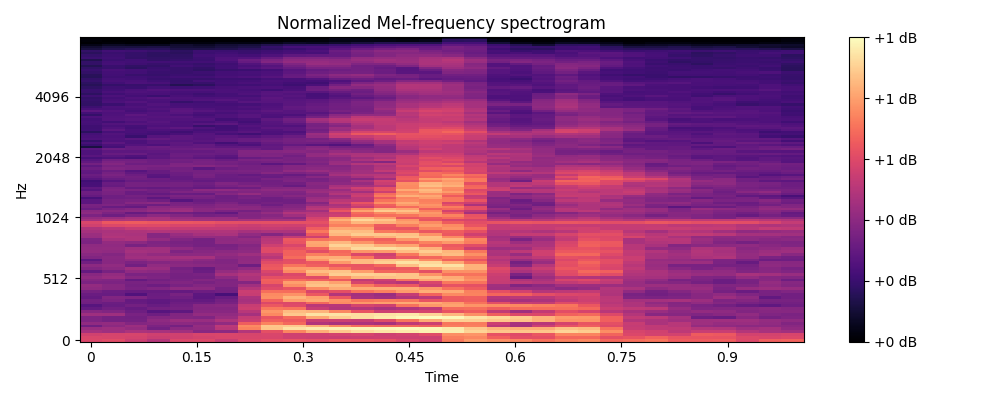 Normalized Mel-frequency spectrogram
+1 dB
+1 dB
+1 dB
+0 dB
+0 dB
+0 dB
4096
2048
1024
512
0
Hz
0 0.15 0.3 0.45 0.6 0.75 0.9
Time